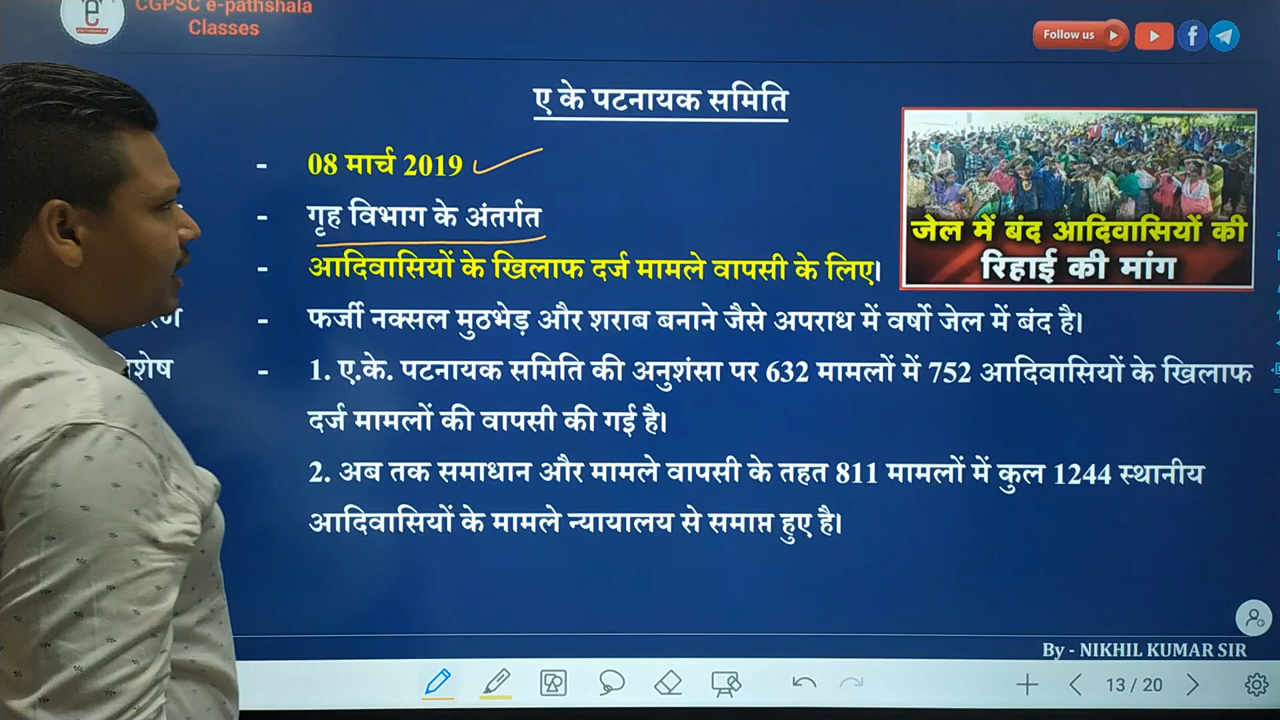 CGPSC e-pathshala
Classes
Follow us
ए के पटनायक समिति
- 08 मार्च 2019
- गृह विभाग के अंतर्गत
- आदिवासियों के खिलाफ दर्ज मामले वापसी के लिए।
जेल में बंद आदिवासियों की
रिहाई की मांग
- फर्जी नक्सल मुठभेड़ और शराब बनाने जैसे अपराध में वर्षो जेल में बंद है।
- 1. ए.के. पटनायक समिति की अनुशंसा पर 632 मामलों में 752 आदिवासियों के खिलाफ
दर्ज मामलों की वापसी की गई है।
2. अब तक समाधान और मामले वापसी के तहत 811 मामलों में कुल 1244 स्थानीय
आदिवासियों के मामले न्यायालय से समाप्त हुए है।
By - NIKHIL KUMAR SIR
13 / 20